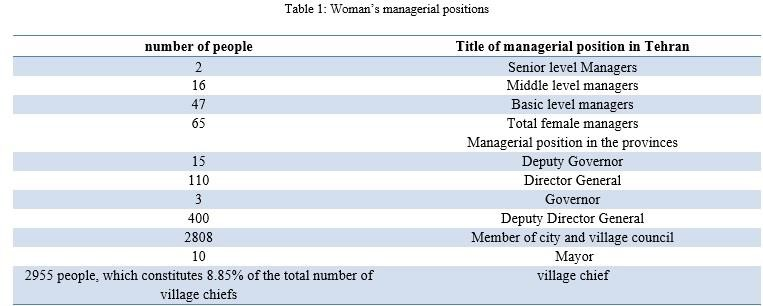 Table 1: Woman's managerial positions
number of people Title of managerial position in Tehran
2 Senior level Managers
16 Middle level managers
47 Basic level managers
65 Total female managers
Managerial position in the provinces
15 Deputy Governor
110 Director General
3 Governor
400 Deputy Director General
2808 Member of city and village council
10 Mayor
2955 people, which constitutes 8.85% of the total number of village chief
village chiefs